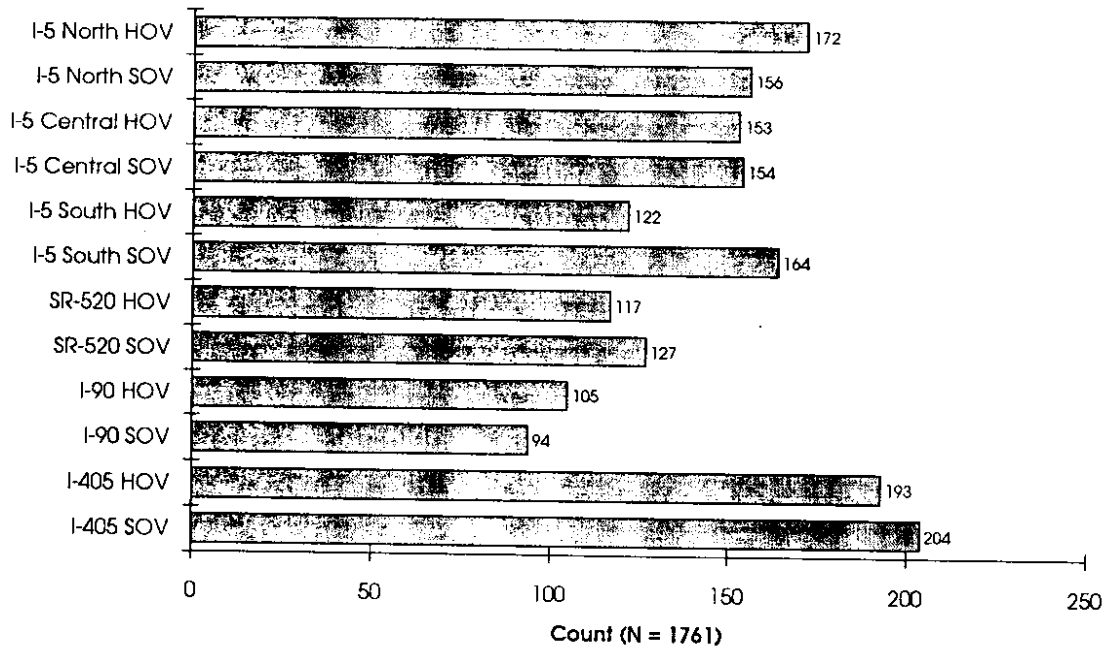 I-5 North HOV 172
I-5 North SOV 156
I-5 Central HOV 153
I-5 Central SOV 154
I-5 South HOV 122
I-5 South SOV 164
SR-520 HOV 117
SR-520 SOV 127
I-90 HOV 105
I-90 SOV 94
I-405 HOV 193
I-405 SOV 204
0 50 100 150 200 250
Count (N = 1761)